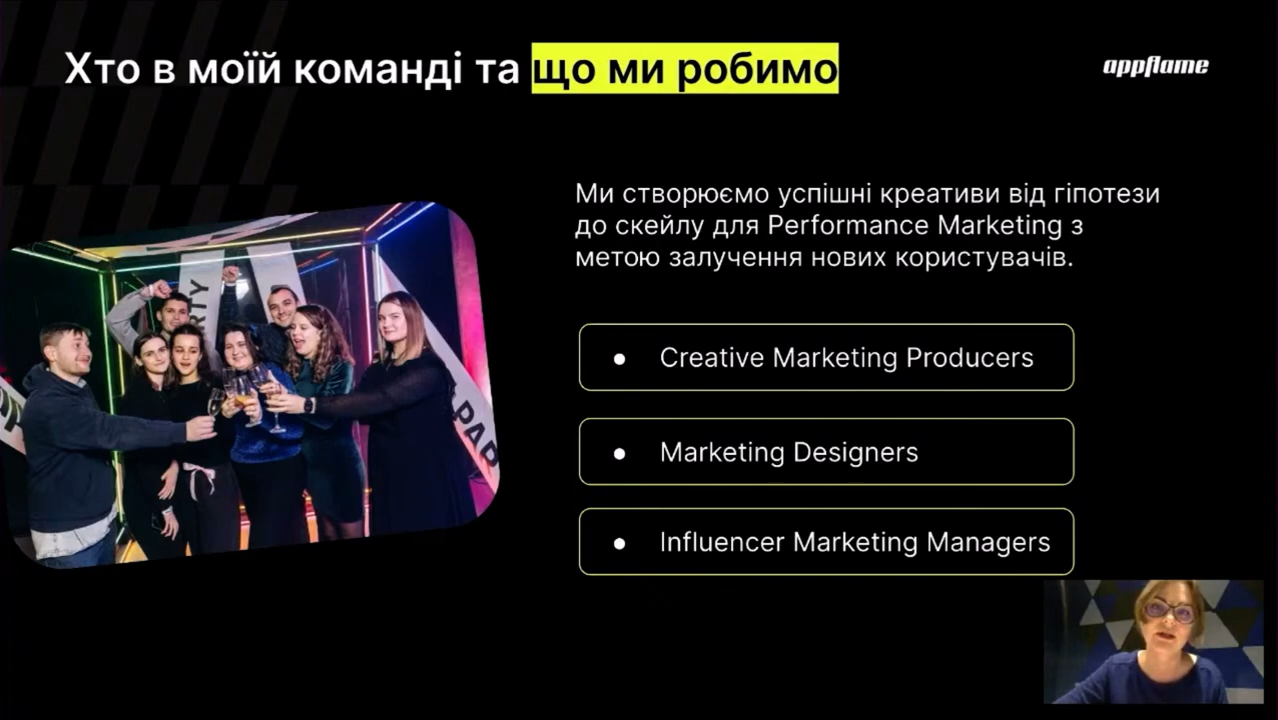 Хто в моїй команді та що ми робимо
appflame
Ми створюємо успішні креативи від гіпотези
до скейлу для Performance Marketing з
метою залучення нових користувачів.
• Creative Marketing Producers
• Marketing Designers
• Influencer Marketing Managers